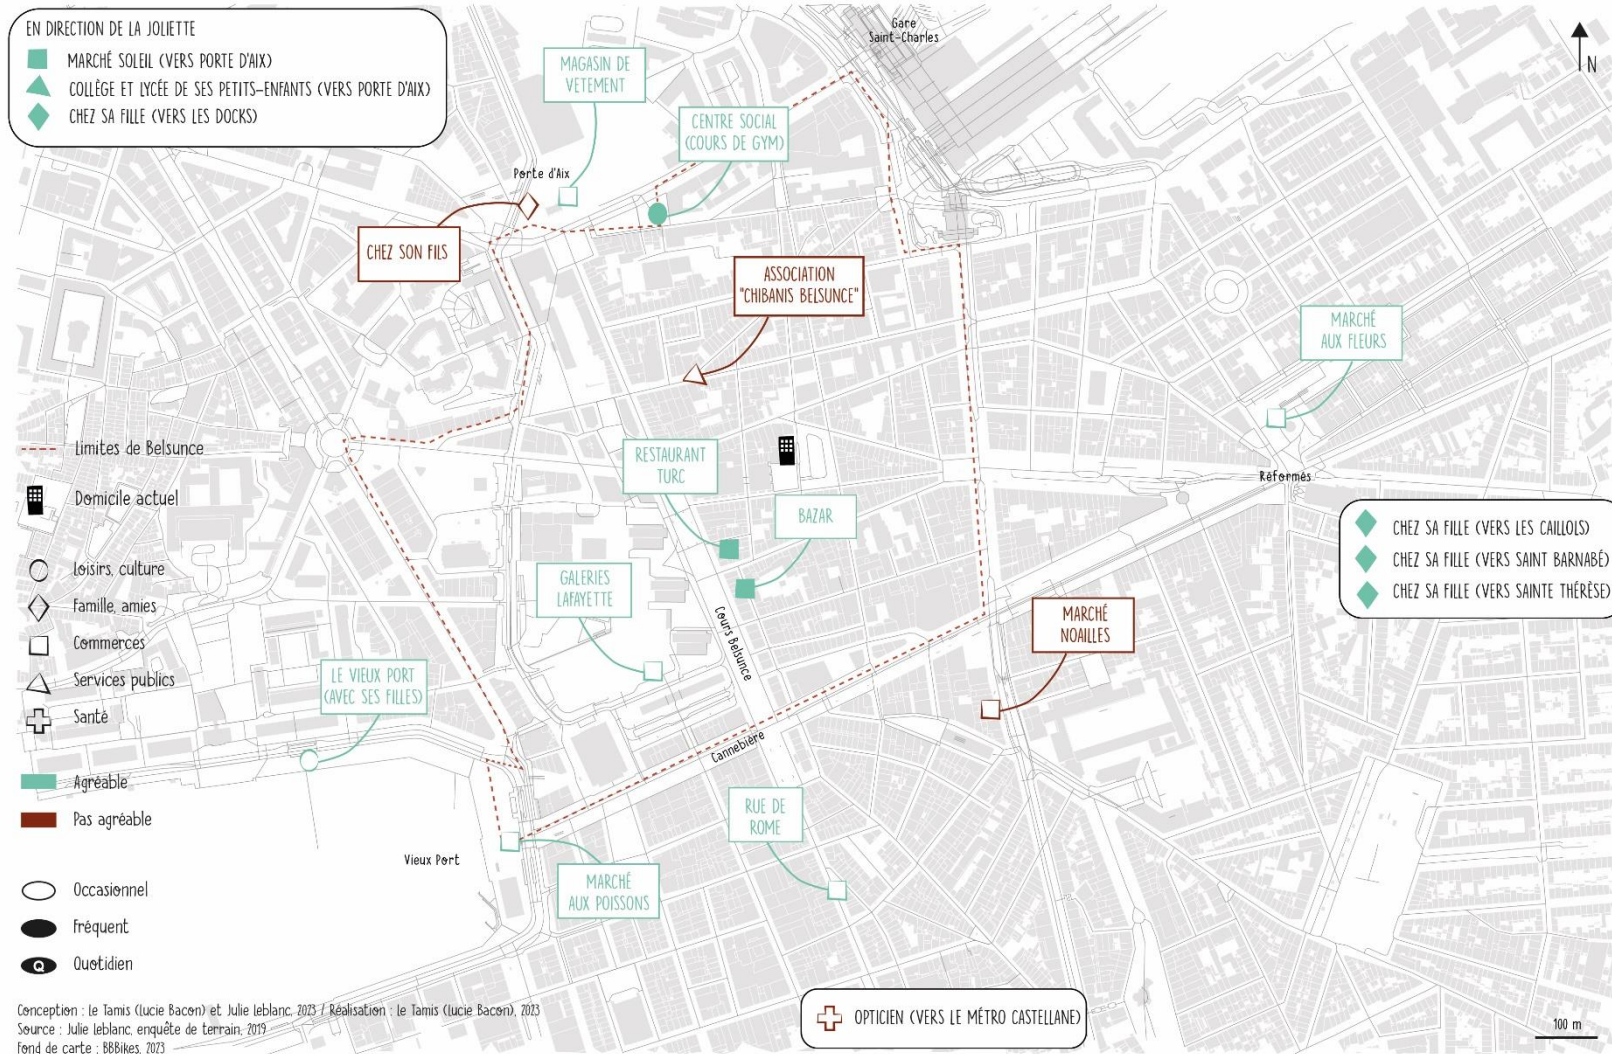 EN DIRECTION DE LA JOLIETTE
MARCHÉ SOLEIL (VERS PORTE D'AIX)
COLLÈGE ET LYCÉE DE SES PETITS-ENFANTS (VERS PORTE D'AIX)
CHEZ SA FILLE (VERS LES DOCKS)
MAGASIN DE
VETEMENT
Gare
Saint-Charles
N
CENTRE SOCIAL
(COURS DE GYM)
Porte d'Aix
CHEZ SON FILS
ASSOCIATION
"CHIBANIS BELSUNCE"
MARCHÉ
AUX FLEURS
Limites de Belsunce
Domicile actuel
RESTAURANT
TURC
BAZAR
Réformés
CHEZ SA FILLE (VERS LES CAILLOLS)
CHEZ SA FILLE (VERS SAINT BARNABÉ)
CHEZ SA FILLE (VERS SAINTE THÉRÈSE)
Loisirs, culture
Famille, amies
Commerces
Services publics
Santé
GALERIES
LAFAYETTE
Cours Belsunce
MARCHÉ
NOAILLES
LE VIEUX PORT
(AVEC SES FILLES)
Cannebière
Agréable
Pas agréable
RUE DE
ROME
Vieux Port
MARCHÉ
AUX POISSONS
Occasionnel
Fréquent
Q Quotidien
Conception : Le Tamis (Lucie Bacon) et Julie Leblanc, 2023 / Réalisation : Le Tamis (Lucie Bacon), 2023
Source : Julie Leblanc, enquête de terrain, 2019
Fond de carte : BBBikes, 2023
OPTICIEN (VERS LE MÉTRO CASTELLANE)
100 m